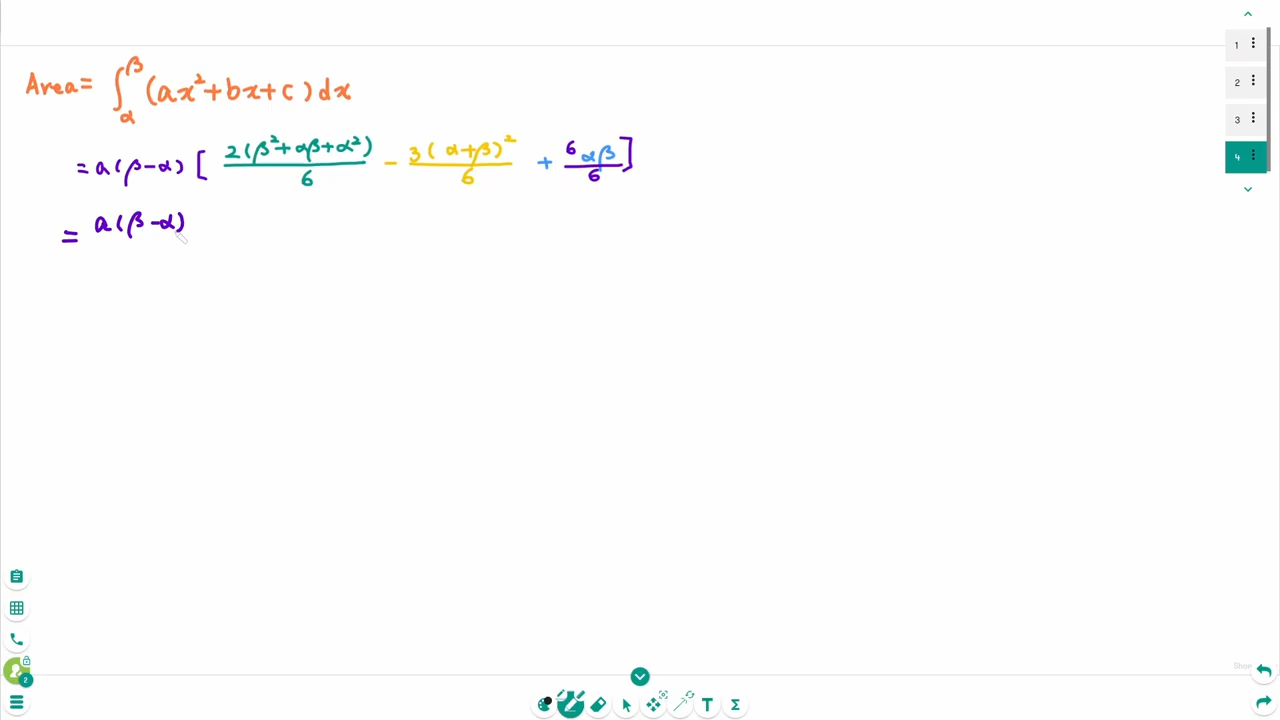 1
Area = ∫_α^β (ax² + bx + c) dx
2
3
= a(β-α) [ 2(β²+αβ+α²)/6 - 3(α+β)²/6 + 6αβ/6 ]
4
= a(β-α)
2
T Σ